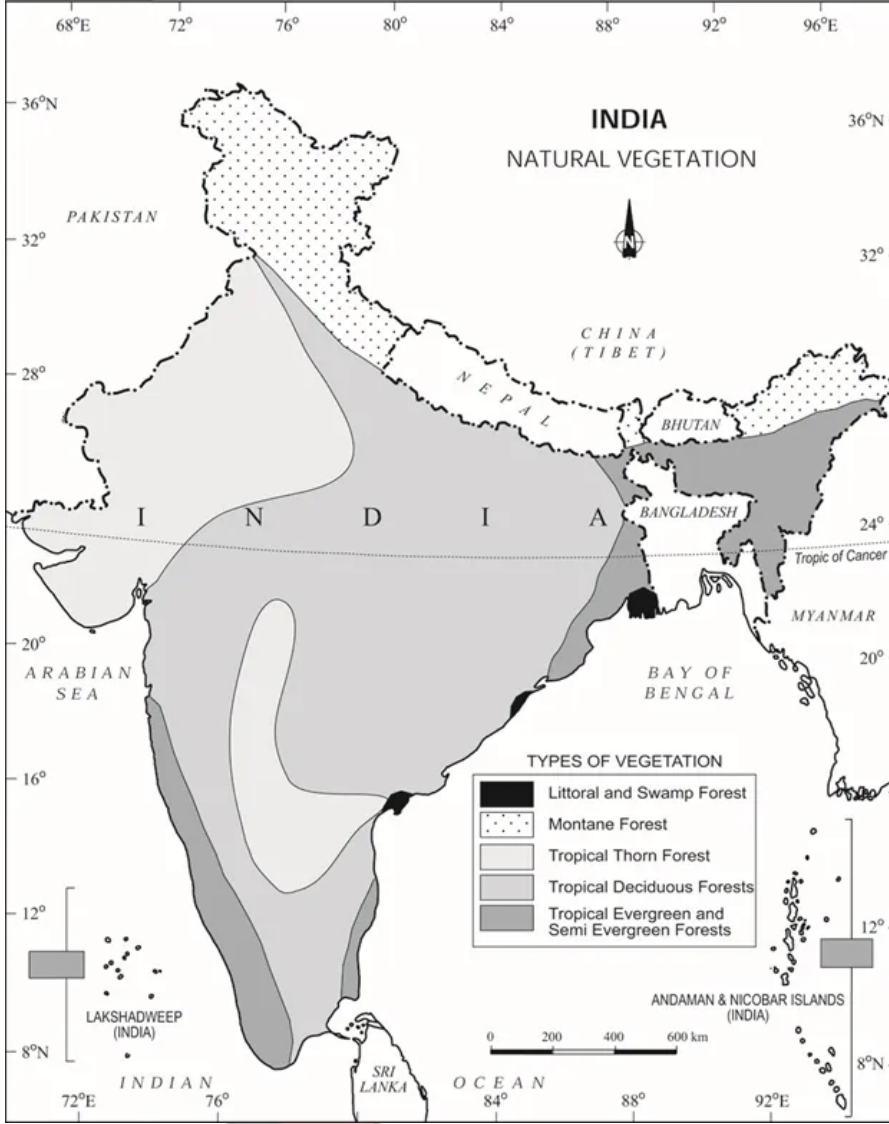 68°E 72° 76° 80° 84° 88° 92° 96°E
36°N
INDIA
36°N
NATURAL VEGETATION
PAKISTAN
N
32°
32°
CHINA
(TIBET)
28°
NEPAL
BHUTAN
I N D I A
BANGLADESH
24°
Tropic of Cancer
MYANMAR
20°
20°
ARABIAN
SEA
BAY OF
BENGAL
TYPES OF VEGETATION
16°
Littoral and Swamp Forest
Montane Forest
Tropical Thorn Forest
Tropical Deciduous Forests
Tropical Evergreen and
Semi Evergreen Forests
12°
12°
LAKSHADWEEP
(INDIA)
ANDAMAN & NICOBAR ISLANDS
(INDIA)
0 200 400 600 km
8°N
8°N
SRI
LANKA
INDIAN OCEAN
72°E 76° 84° 88° 92°E